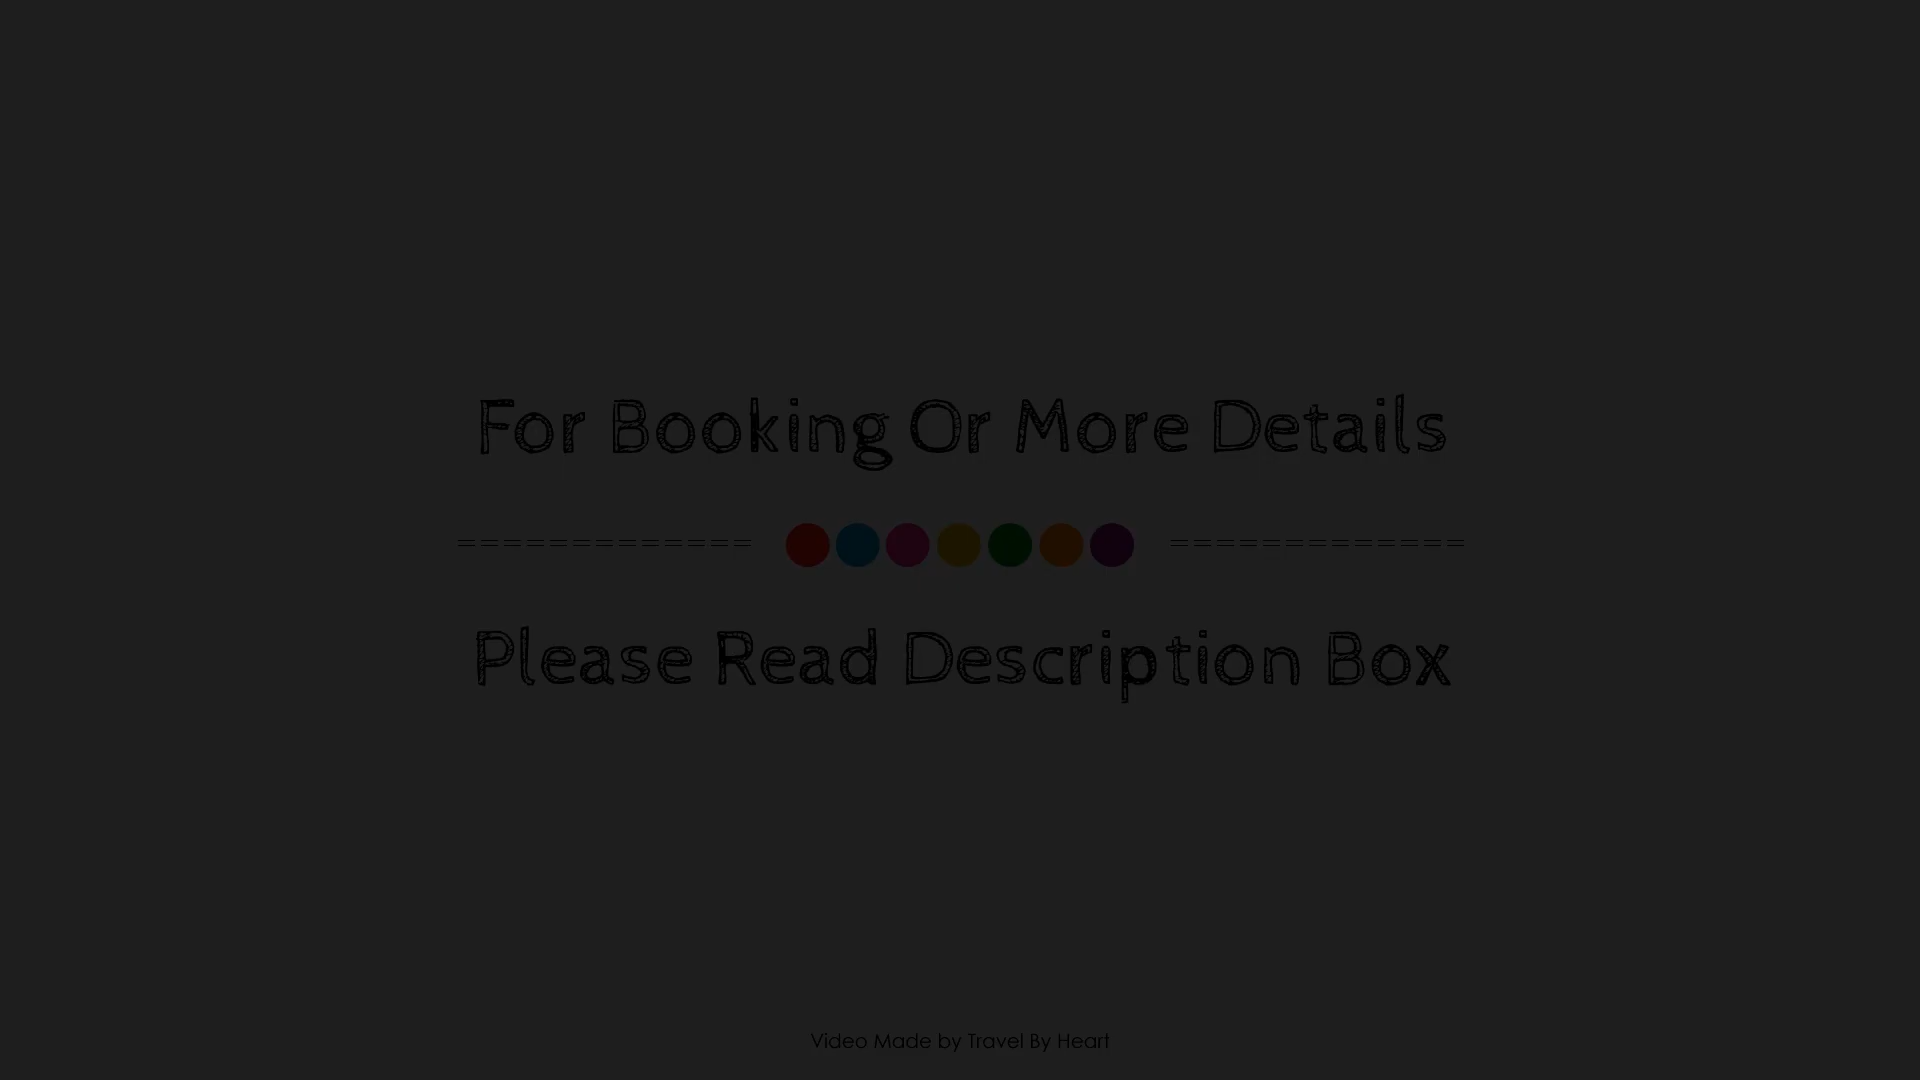 For Booking Or More Details
============= =============
Please Read Description Box
Video Made by Travel By Heart